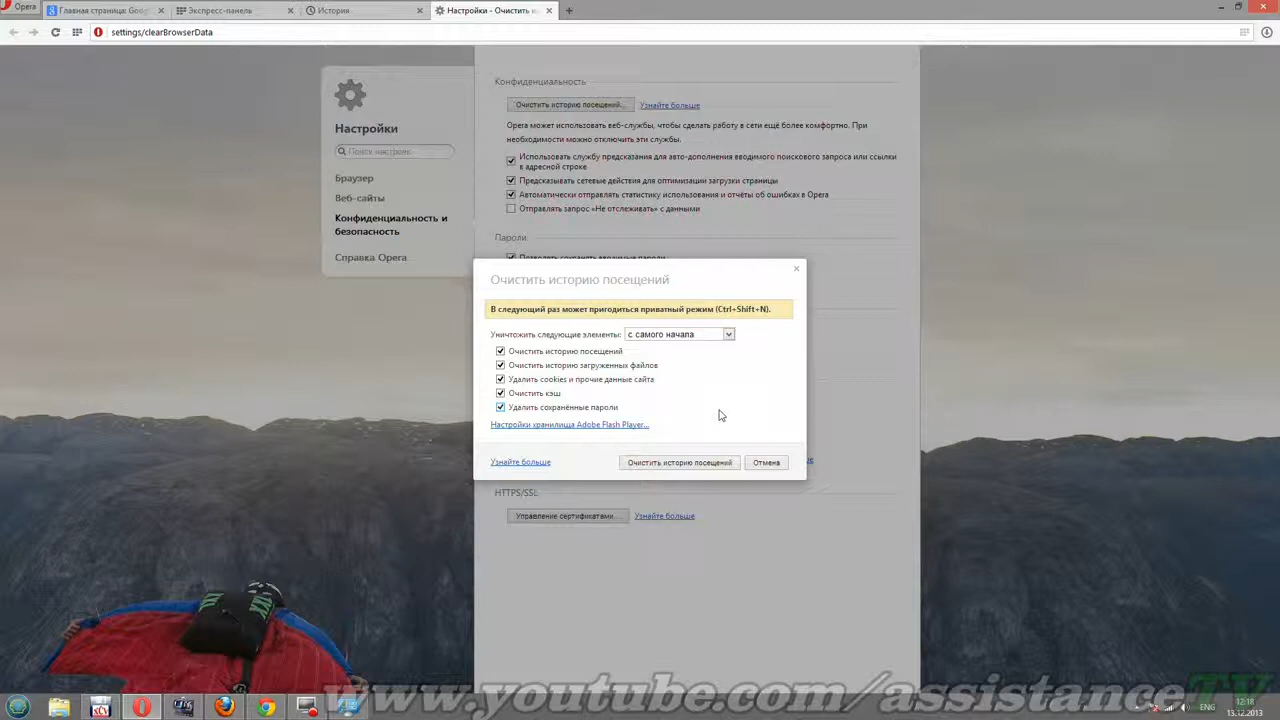 Opera
Главная страница: Goog
Экспресс-панель
История
Настройки - Очистить и
settings/clearBrowserData
Настройки
Поиск настроек
Браузер
Веб-сайты
Конфиденциальность и
безопасность
Справка Opera
Конфиденциальность
Очистить историю посещений...
Узнайте больше
Opera может использовать веб-службы, чтобы сделать работу в сети ещё более комфортно. При
необходимости можно отключить эти службы.
Использовать службу предсказания для авто-дополнения вводимого поискового запроса или ссылки
в адресной строке
Предсказывать сетевые действия для оптимизации загрузки страницы
Автоматически отправлять статистику использования и отчёты об ошибках в Opera
Отправлять запрос «Не отслеживать» с данными
Пароли
Позволять сохранять вводимые пароли
Очистить историю посещений
В следующий раз может пригодиться приватный режим (Ctrl+Shift+N).
Уничтожить следующие элементы:
с самого начала
Очистить историю посещений
Очистить историю загруженных файлов
Удалить cookies и прочие данные сайта
Очистить кэш
Удалить сохранённые пароли
Настройки хранилища Adobe Flash Player...
Узнайте больше
Очистить историю посещений
Отмена
HTTPS/SSL
Управление сертификатами...
Узнайте больше
www.youtube.com/assistanceTV
ENG
12:18
13.12.2013